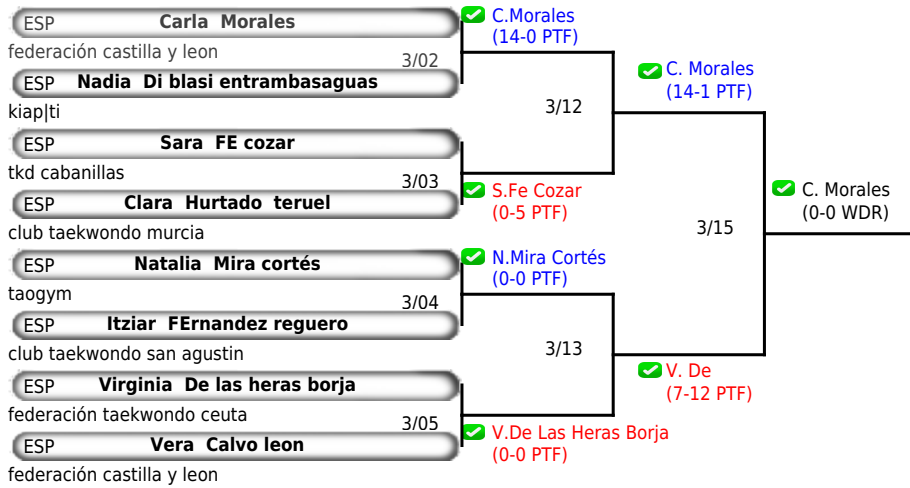 ESP Carla Morales
federación castilla y leon
3/02
ESP Nadia Di blasi entrambasaguas
kiap|ti
ESP Sara FE cozar
tkd cabanillas
3/03
ESP Clara Hurtado teruel
club taekwondo murcia
ESP Natalia Mira cortés
taogym
3/04
ESP Itziar FErnandez reguero
club taekwondo san agustin
ESP Virginia De las heras borja
federación taekwondo ceuta
3/05
ESP Vera Calvo leon
federación castilla y leon
C.Morales
(14-0 PTF)
3/12
S.Fe Cozar
(0-5 PTF)
N.Mira Cortés
(0-0 PTF)
3/13
V.De Las Heras Borja
(0-0 PTF)
C. Morales
(14-1 PTF)
3/15
V. De
(7-12 PTF)
C. Morales
(0-0 WDR)